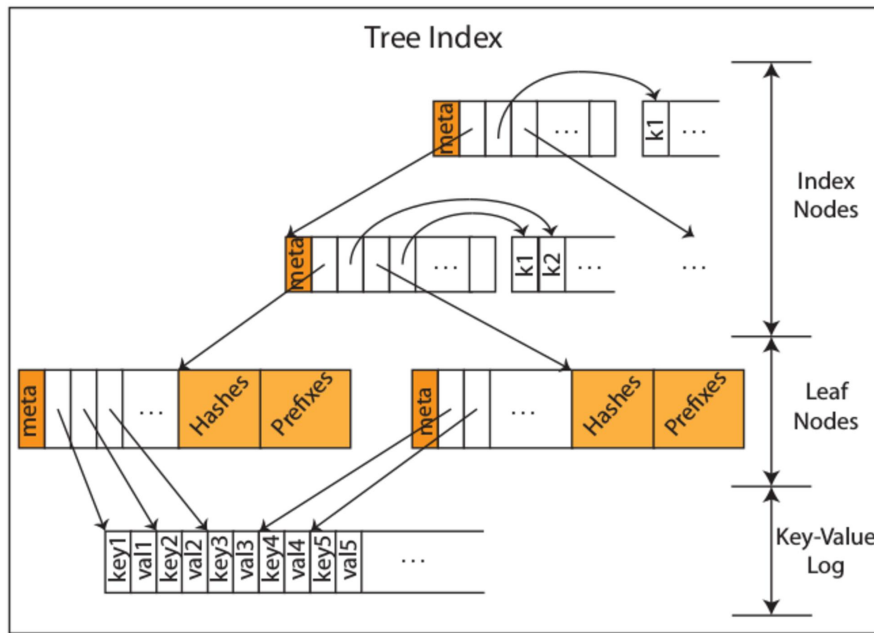 Tree Index
meta
...
k1
...
Index
Nodes
meta
...
k1
k2
...
...
meta
...
Hashes
Prefixes
meta
...
Hashes
Prefixes
Leaf
Nodes
key1
val1
key2
val2
key3
val3
key4
val4
key5
val5
...
Key-Value
Log